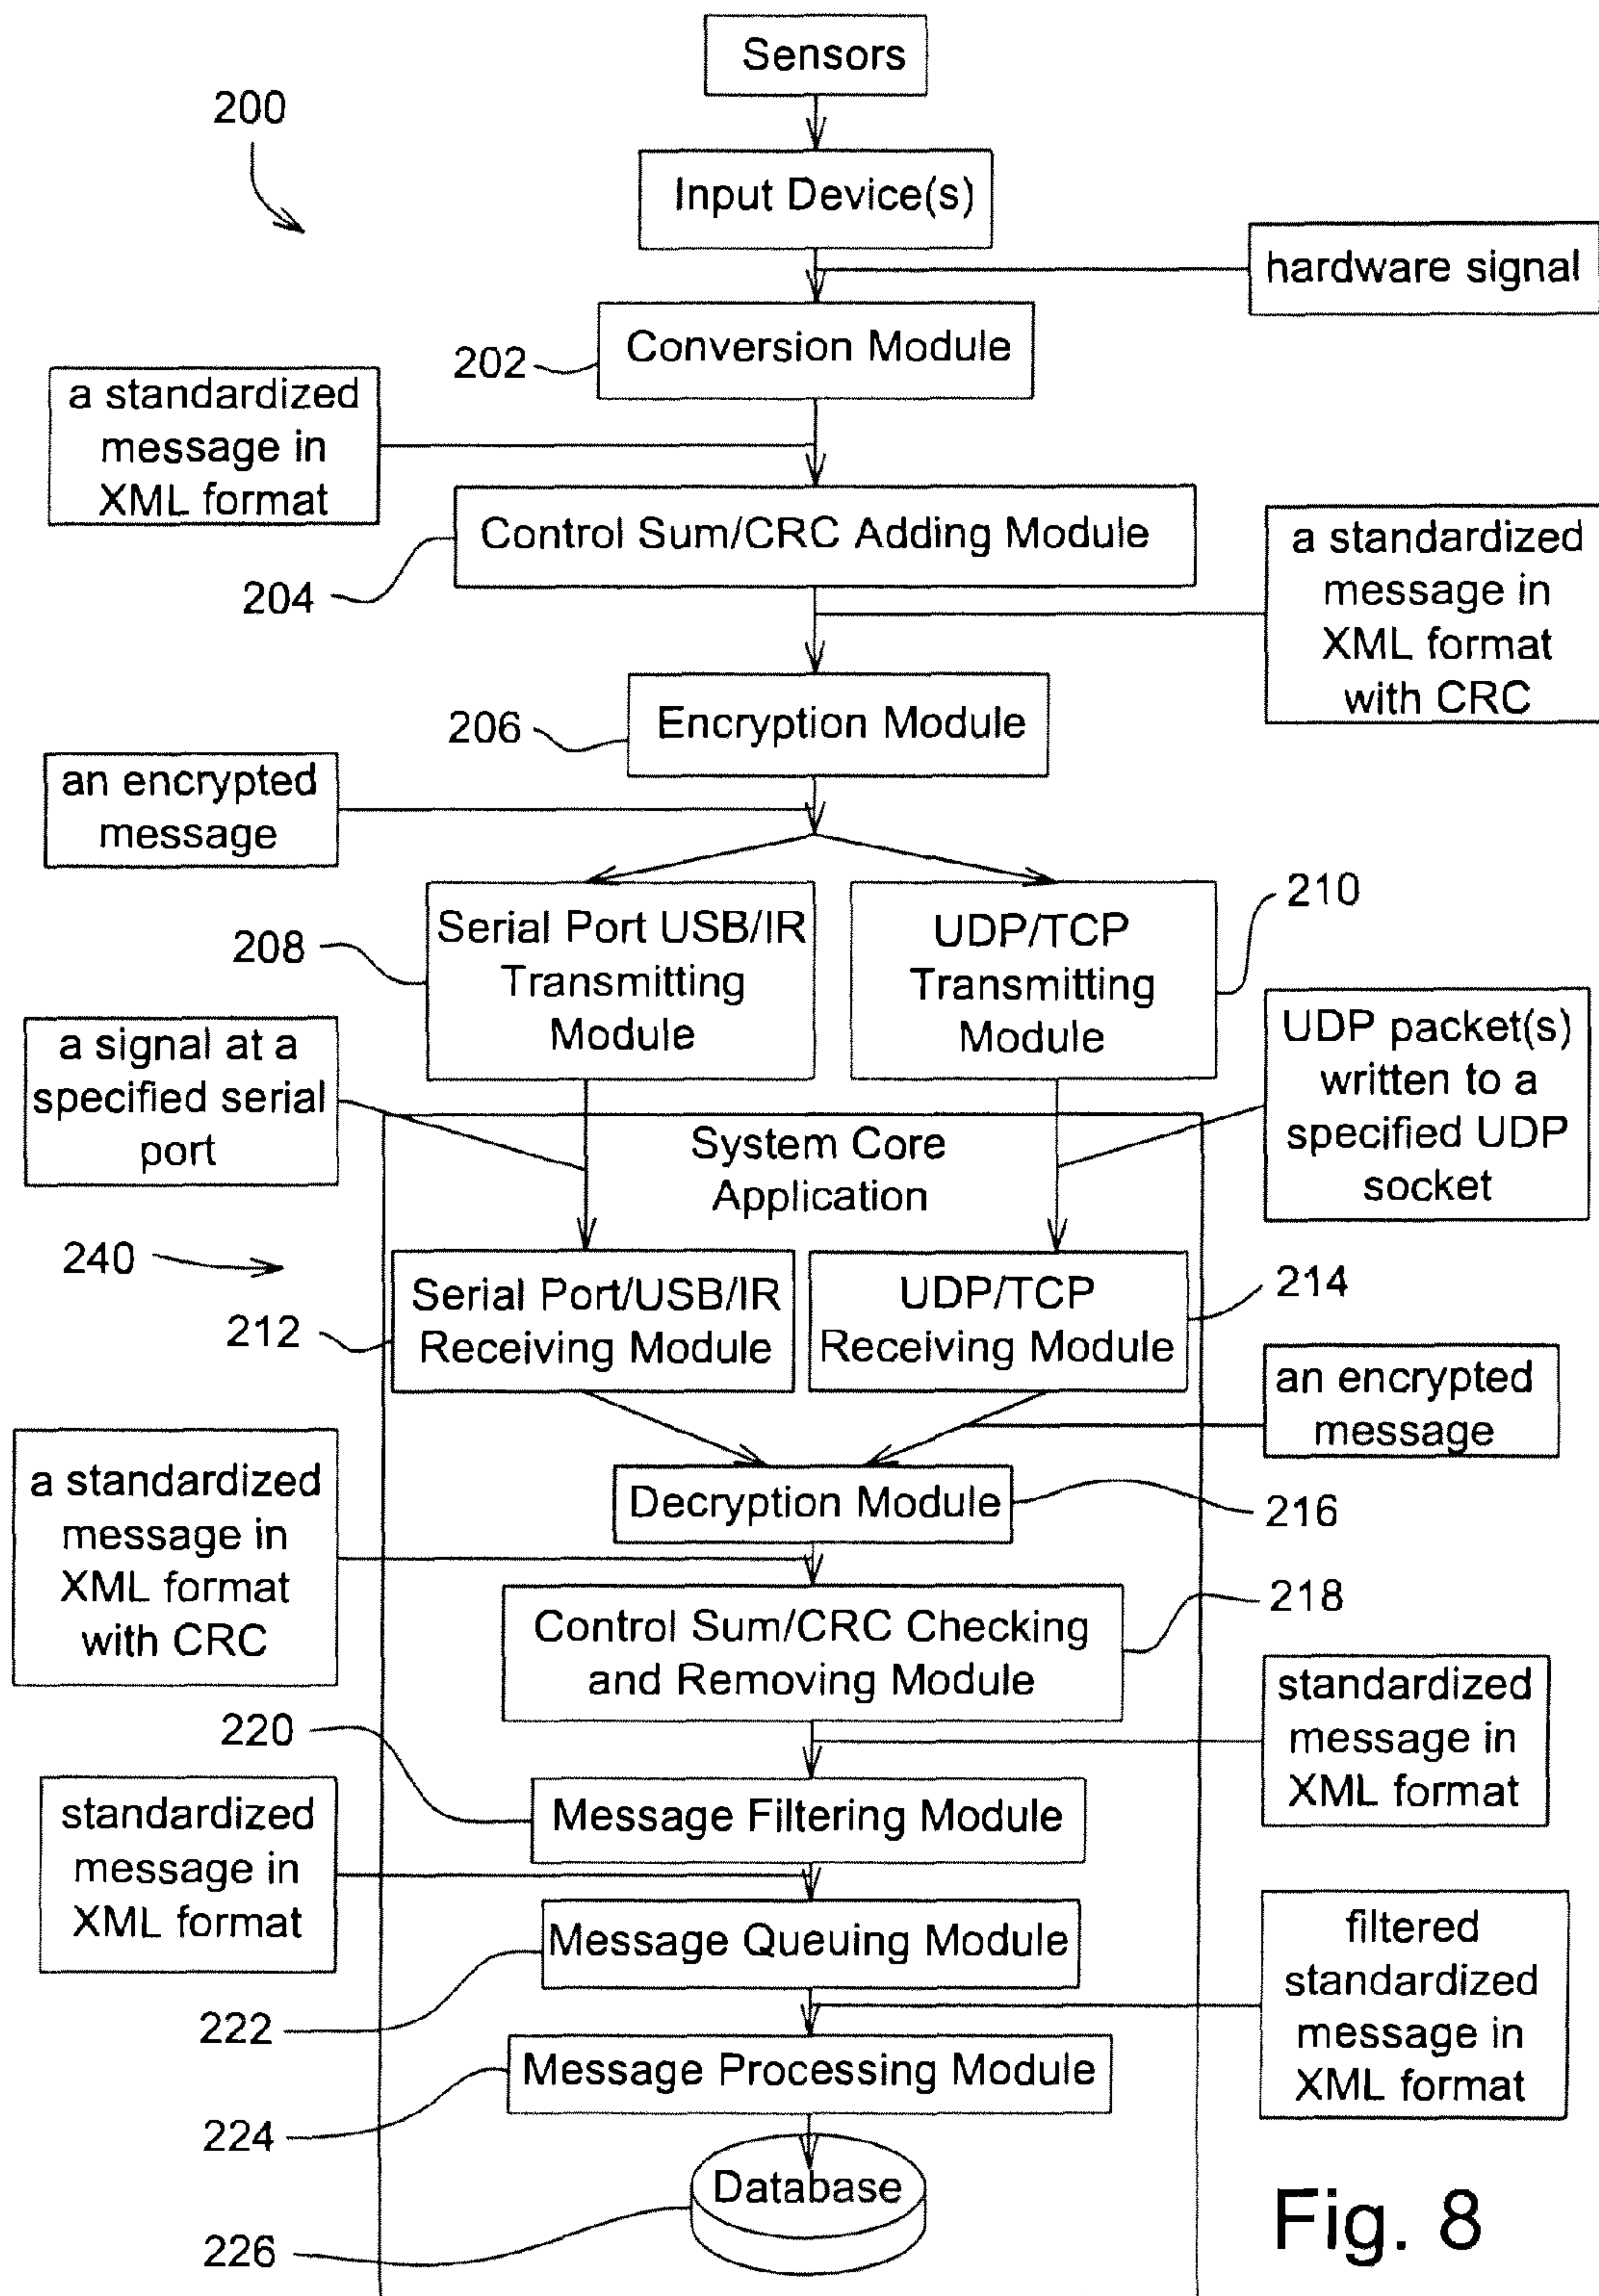 Sensors
200
Input Device(s)
hardware signal
Conversion Module
202
a standardized
message in
XML format
Control Sum/CRC Adding Module
204
a standardized
message in
XML format
with CRC
Encryption Module
206
an encrypted
message
Serial Port USB/IR
Transmitting
Module
208
UDP/TCP
Transmitting
Module
210
a signal at a
specified serial
port
UDP packet(s)
written to a
specified UDP
socket
System Core
Application
240
Serial Port/USB/IR
Receiving Module
212
UDP/TCP
Receiving Module
214
an encrypted
message
a standardized
message in
XML format
with CRC
Decryption Module
216
Control Sum/CRC Checking
and Removing Module
218
220
standardized
message in
XML format
Message Filtering Module
standardized
message in
XML format
Message Queuing Module
222
filtered
standardized
message in
XML format
Message Processing Module
224
Database
226
Fig. 8